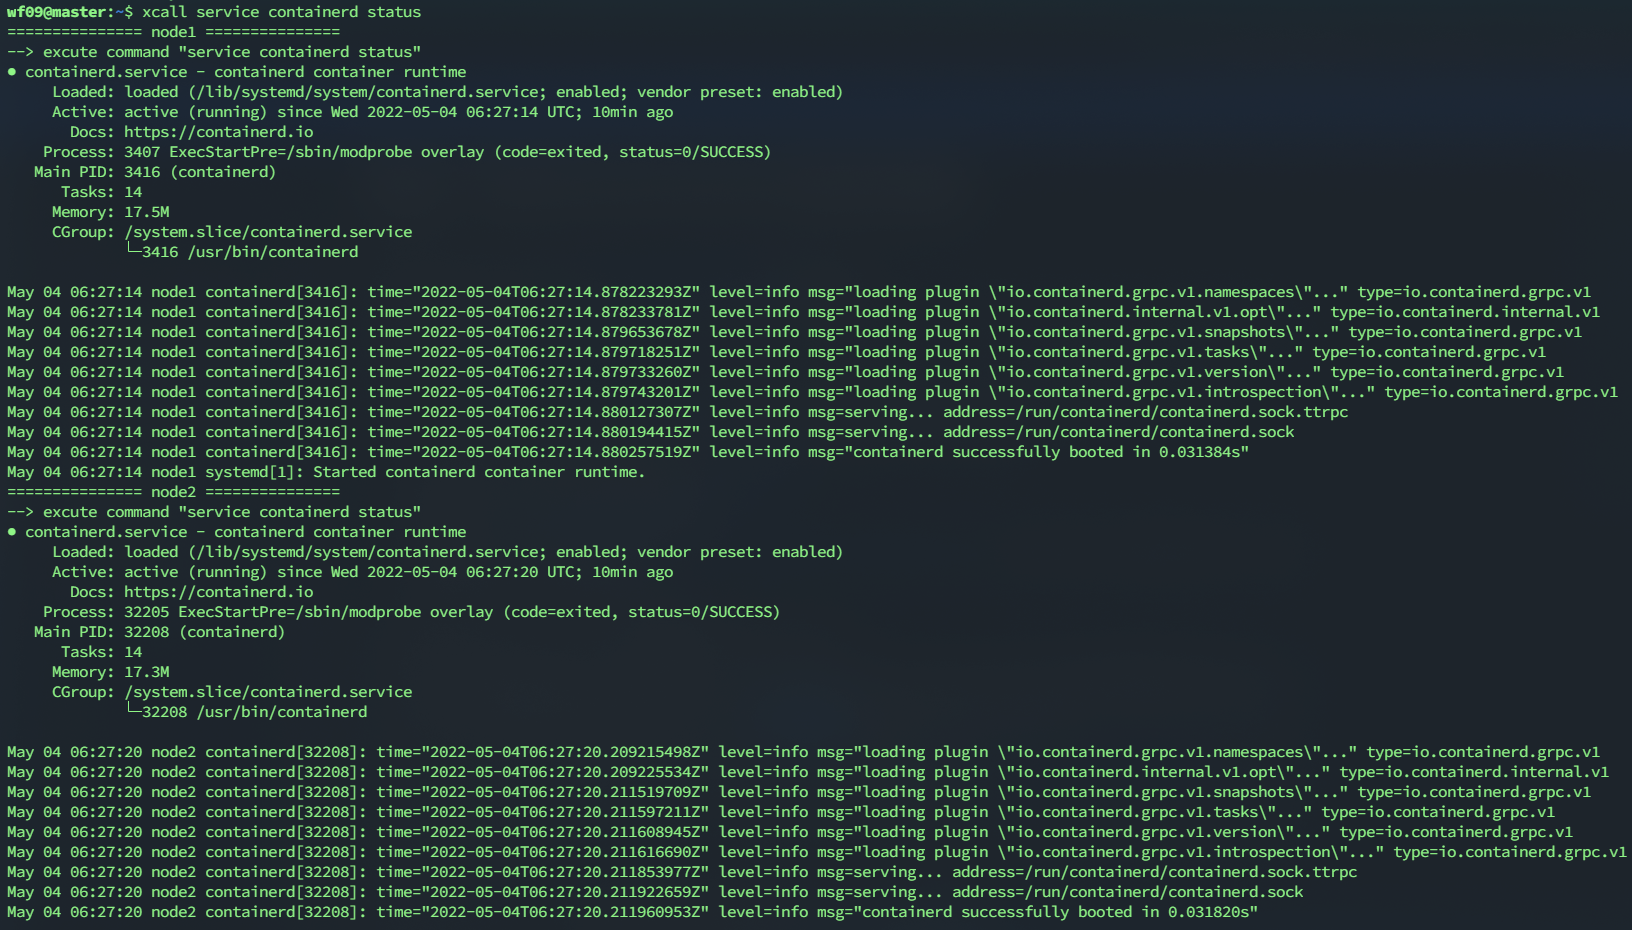 wf09@master:~$ xcall service containerd status
=============== node1 ===============
--> excute command "service containerd status"
● containerd.service - containerd container runtime
     Loaded: loaded (/lib/systemd/system/containerd.service; enabled; vendor preset: enabled)
     Active: active (running) since Wed 2022-05-04 06:27:14 UTC; 10min ago
       Docs: https://containerd.io
    Process: 3407 ExecStartPre=/sbin/modprobe overlay (code=exited, status=0/SUCCESS)
   Main PID: 3416 (containerd)
      Tasks: 14
     Memory: 17.5M
     CGroup: /system.slice/containerd.service
             └─3416 /usr/bin/containerd

May 04 06:27:14 node1 containerd[3416]: time="2022-05-04T06:27:14.878223293Z" level=info msg="loading plugin \"io.containerd.grpc.v1.namespaces\"..." type=io.containerd.grpc.v1
May 04 06:27:14 node1 containerd[3416]: time="2022-05-04T06:27:14.878233781Z" level=info msg="loading plugin \"io.containerd.internal.v1.opt\"..." type=io.containerd.internal.v1
May 04 06:27:14 node1 containerd[3416]: time="2022-05-04T06:27:14.879653678Z" level=info msg="loading plugin \"io.containerd.grpc.v1.snapshots\"..." type=io.containerd.grpc.v1
May 04 06:27:14 node1 containerd[3416]: time="2022-05-04T06:27:14.879718251Z" level=info msg="loading plugin \"io.containerd.grpc.v1.tasks\"..." type=io.containerd.grpc.v1
May 04 06:27:14 node1 containerd[3416]: time="2022-05-04T06:27:14.879733260Z" level=info msg="loading plugin \"io.containerd.grpc.v1.version\"..." type=io.containerd.grpc.v1
May 04 06:27:14 node1 containerd[3416]: time="2022-05-04T06:27:14.879743201Z" level=info msg="loading plugin \"io.containerd.grpc.v1.introspection\"..." type=io.containerd.grpc.v1
May 04 06:27:14 node1 containerd[3416]: time="2022-05-04T06:27:14.880127307Z" level=info msg=serving... address=/run/containerd/containerd.sock.ttrpc
May 04 06:27:14 node1 containerd[3416]: time="2022-05-04T06:27:14.880194415Z" level=info msg=serving... address=/run/containerd/containerd.sock
May 04 06:27:14 node1 containerd[3416]: time="2022-05-04T06:27:14.880257519Z" level=info msg="containerd successfully booted in 0.031384s"
May 04 06:27:14 node1 systemd[1]: Started containerd container runtime.
=============== node2 ===============
--> excute command "service containerd status"
● containerd.service - containerd container runtime
     Loaded: loaded (/lib/systemd/system/containerd.service; enabled; vendor preset: enabled)
     Active: active (running) since Wed 2022-05-04 06:27:20 UTC; 10min ago
       Docs: https://containerd.io
    Process: 32205 ExecStartPre=/sbin/modprobe overlay (code=exited, status=0/SUCCESS)
   Main PID: 32208 (containerd)
      Tasks: 14
     Memory: 17.3M
     CGroup: /system.slice/containerd.service
             └─32208 /usr/bin/containerd

May 04 06:27:20 node2 containerd[32208]: time="2022-05-04T06:27:20.209215498Z" level=info msg="loading plugin \"io.containerd.grpc.v1.namespaces\"..." type=io.containerd.grpc.v1
May 04 06:27:20 node2 containerd[32208]: time="2022-05-04T06:27:20.209225534Z" level=info msg="loading plugin \"io.containerd.internal.v1.opt\"..." type=io.containerd.internal.v1
May 04 06:27:20 node2 containerd[32208]: time="2022-05-04T06:27:20.211519709Z" level=info msg="loading plugin \"io.containerd.grpc.v1.snapshots\"..." type=io.containerd.grpc.v1
May 04 06:27:20 node2 containerd[32208]: time="2022-05-04T06:27:20.211597211Z" level=info msg="loading plugin \"io.containerd.grpc.v1.tasks\"..." type=io.containerd.grpc.v1
May 04 06:27:20 node2 containerd[32208]: time="2022-05-04T06:27:20.211608945Z" level=info msg="loading plugin \"io.containerd.grpc.v1.version\"..." type=io.containerd.grpc.v1
May 04 06:27:20 node2 containerd[32208]: time="2022-05-04T06:27:20.211616690Z" level=info msg="loading plugin \"io.containerd.grpc.v1.introspection\"..." type=io.containerd.grpc.v1
May 04 06:27:20 node2 containerd[32208]: time="2022-05-04T06:27:20.211853977Z" level=info msg=serving... address=/run/containerd/containerd.sock.ttrpc
May 04 06:27:20 node2 containerd[32208]: time="2022-05-04T06:27:20.211922659Z" level=info msg=serving... address=/run/containerd/containerd.sock
May 04 06:27:20 node2 containerd[32208]: time="2022-05-04T06:27:20.211960953Z" level=info msg="containerd successfully booted in 0.031820s"